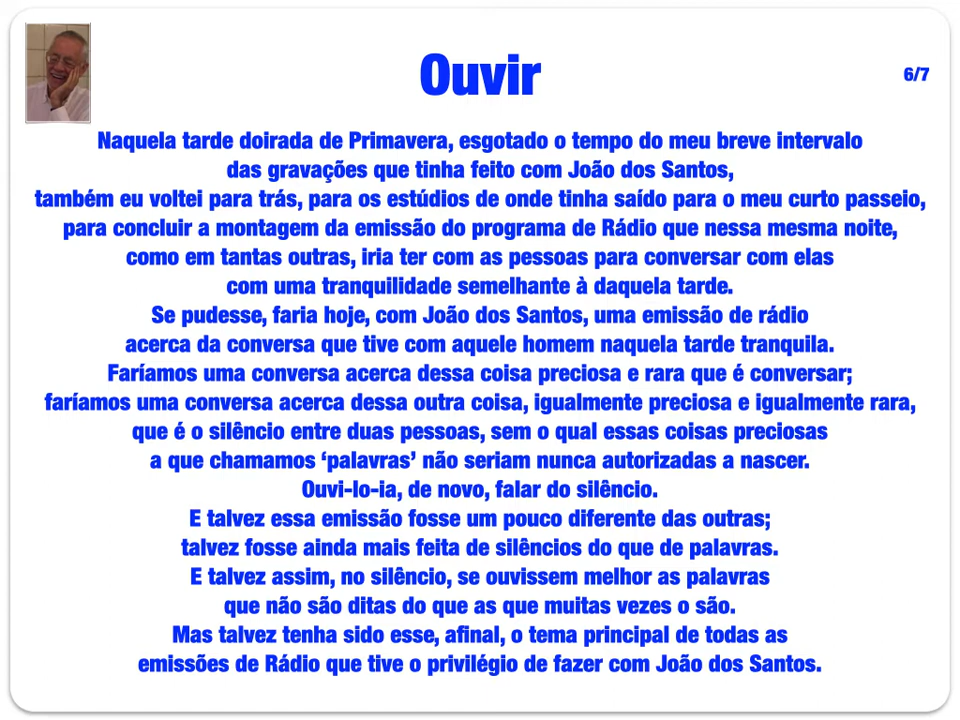 Ouvir
6/7
Naquela tarde doirada de Primavera, esgotado o tempo do meu breve intervalo
das gravações que tinha feito com João dos Santos,
também eu voltei para trás, para os estúdios de onde tinha saído para o meu curto passeio,
para concluir a montagem da emissão do programa de Rádio que nessa mesma noite,
como em tantas outras, iria ter com as pessoas para conversar com elas
com uma tranquilidade semelhante à daquela tarde.
Se pudesse, faria hoje, com João dos Santos, uma emissão de rádio
acerca da conversa que tive com aquele homem naquela tarde tranquila.
Faríamos uma conversa acerca dessa coisa preciosa e rara que é conversar;
faríamos uma conversa acerca dessa outra coisa, igualmente preciosa e igualmente rara,
que é o silêncio entre duas pessoas, sem o qual essas coisas preciosas
a que chamamos ‘palavras’ não seriam nunca autorizadas a nascer.
Ouvi-lo-ia, de novo, falar do silêncio.
E talvez essa emissão fosse um pouco diferente das outras;
talvez fosse ainda mais feita de silêncios do que de palavras.
E talvez assim, no silêncio, se ouvissem melhor as palavras
que não são ditas do que as que muitas vezes o são.
Mas talvez tenha sido esse, afinal, o tema principal de todas as
emissões de Rádio que tive o privilégio de fazer com João dos Santos.